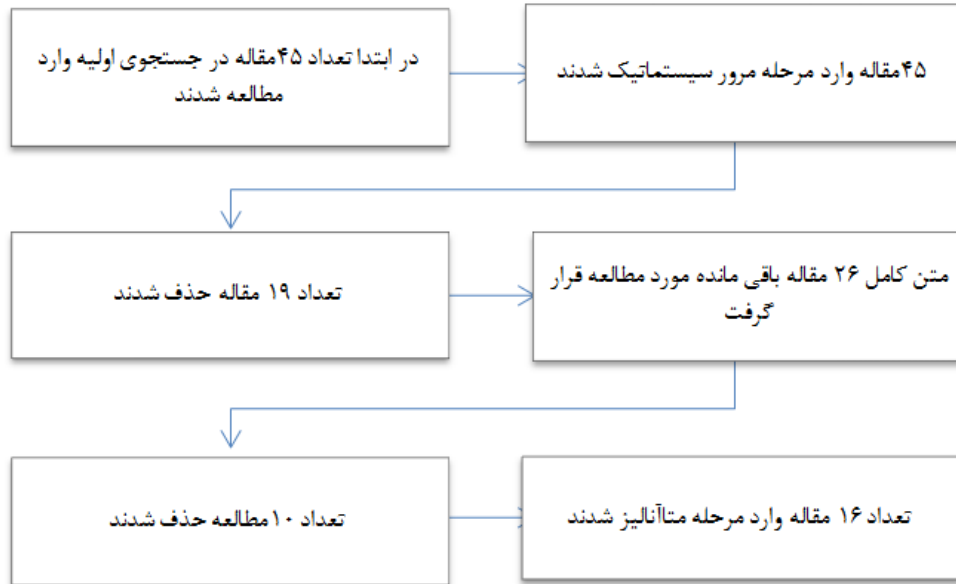 در ابتدا تعداد ۴۵مقاله در جستجوی اولیه وارد
مطالعه شدند
۴۵مقاله وارد مرحله مرور سیستماتیک شدند
تعداد ۱۹ مقاله حذف شدند
متن کامل ۲۶ مقاله باقی مانده مورد مطالعه قرار
گرفت
تعداد ۱۰مطالعه حذف شدند
تعداد ۱۶ مقاله وارد مرحله متاآنالیز شدند